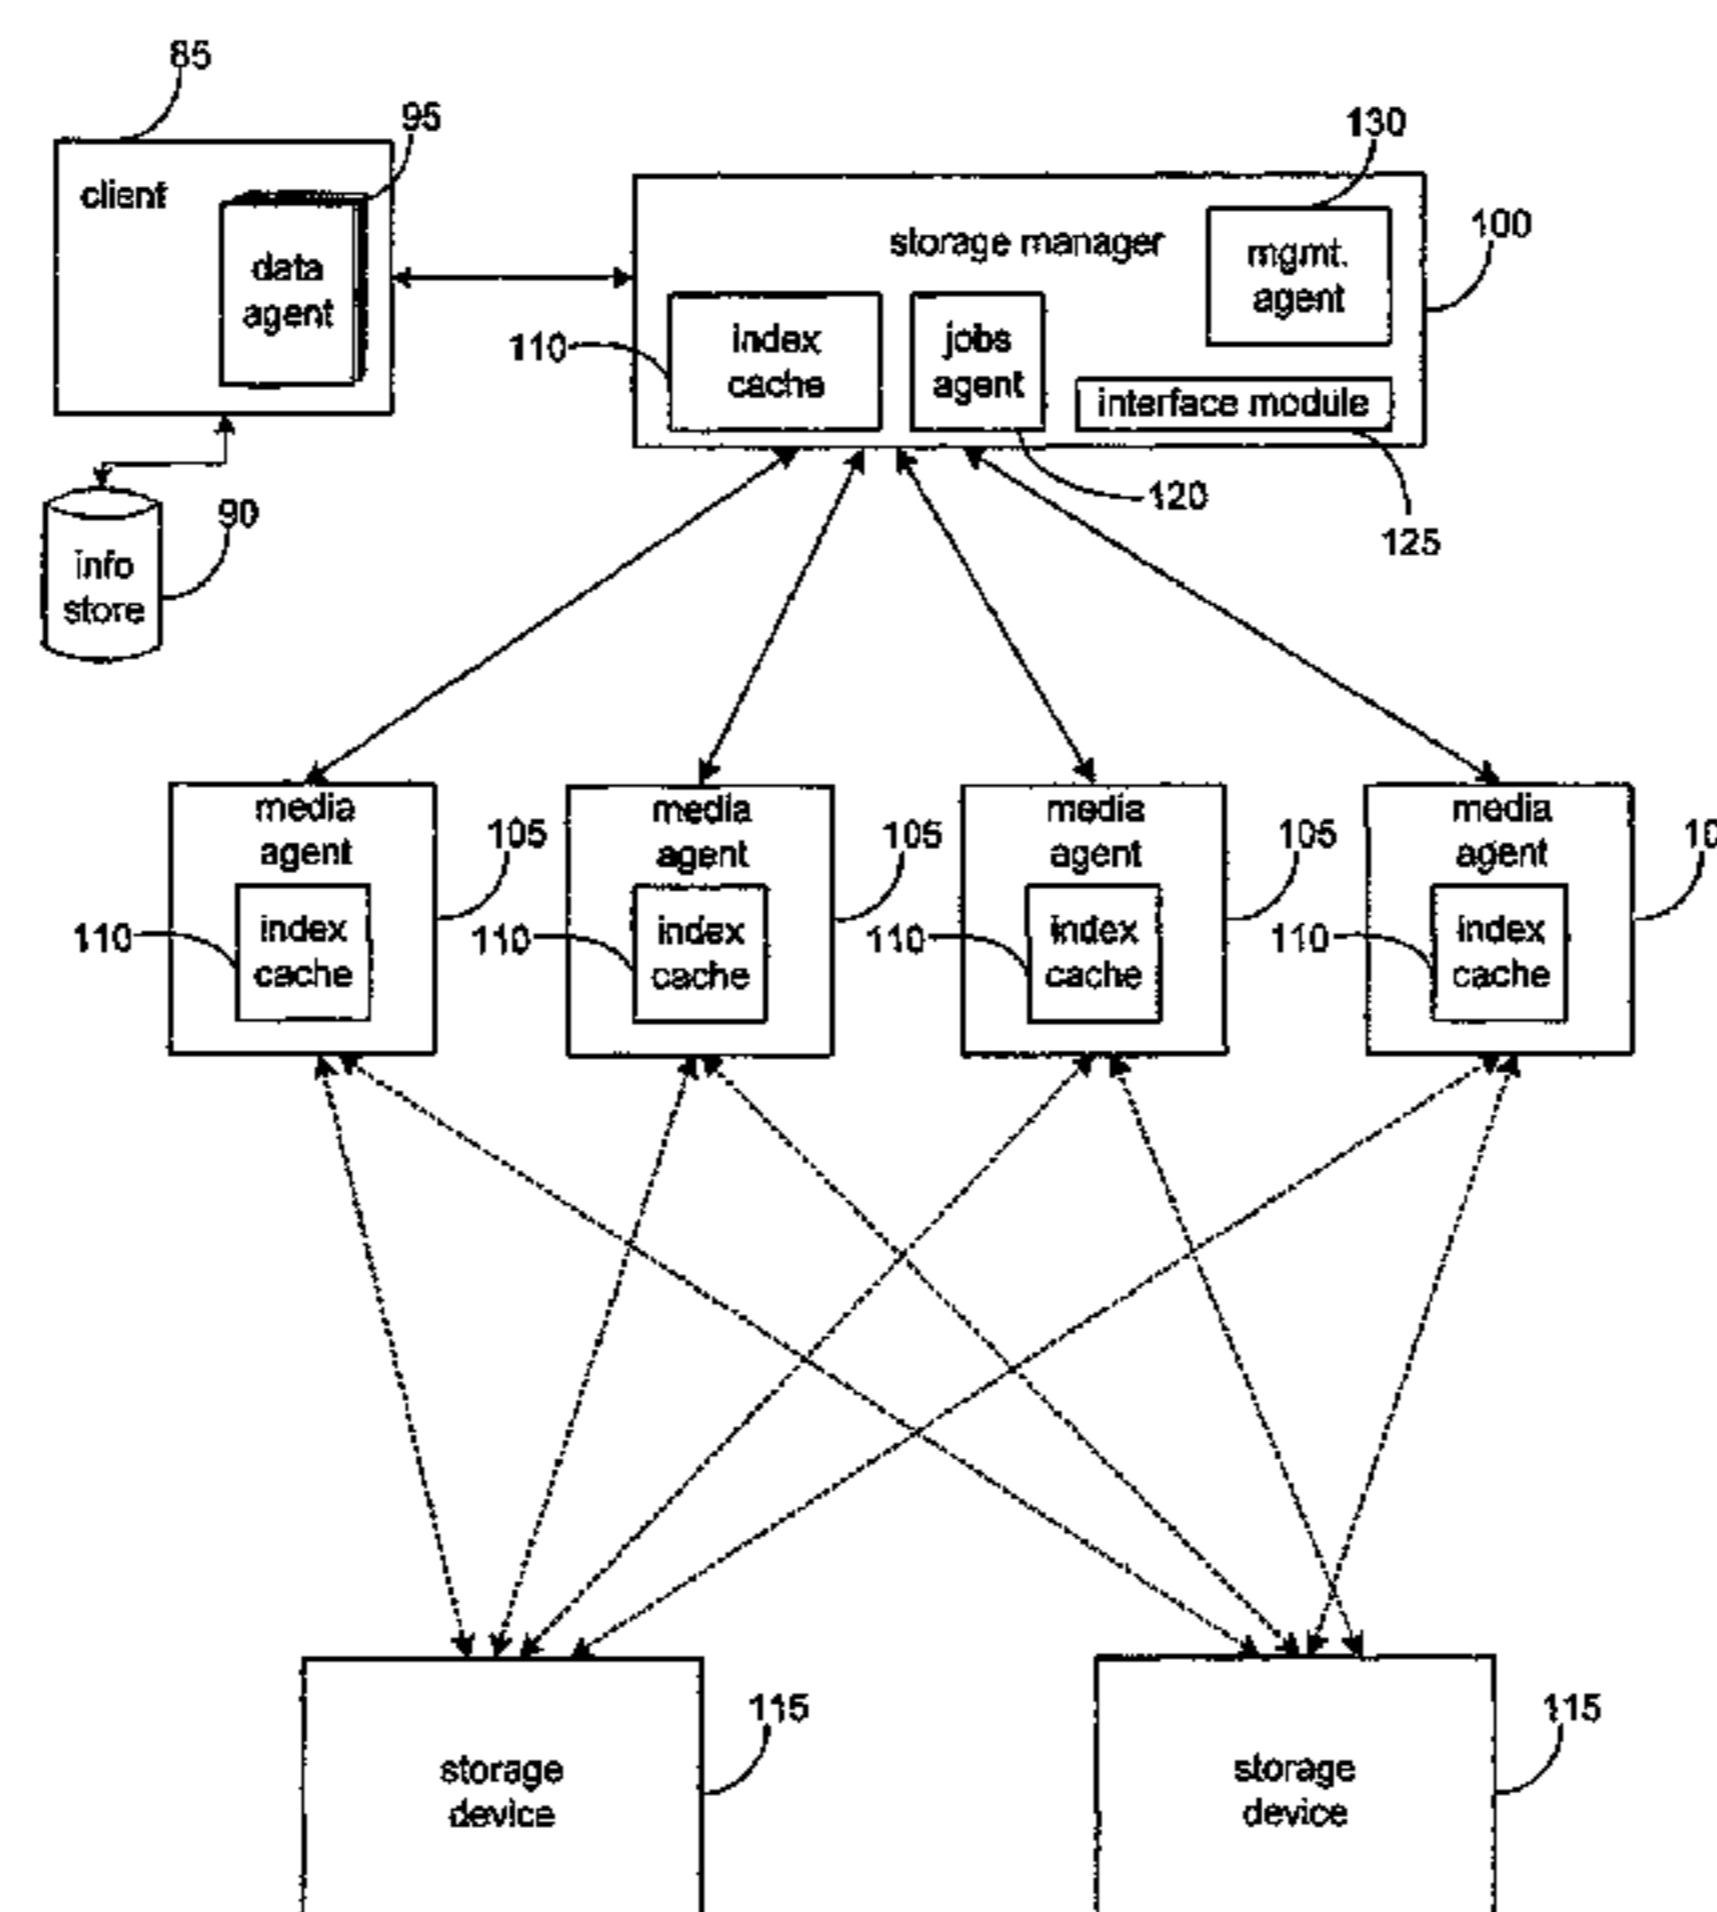 85
95
130
client
100
storage manager
mgmt.
agent
data
agent
110
index
cache
jobs
agent
interface module
120
90
125
info
store
media
agent
media
agent
media
agent
media
agent
105
105
105
10
110
index
cache
110
index
cache
110
index
cache
110
index
cache
115
115
storage
device
storage
device